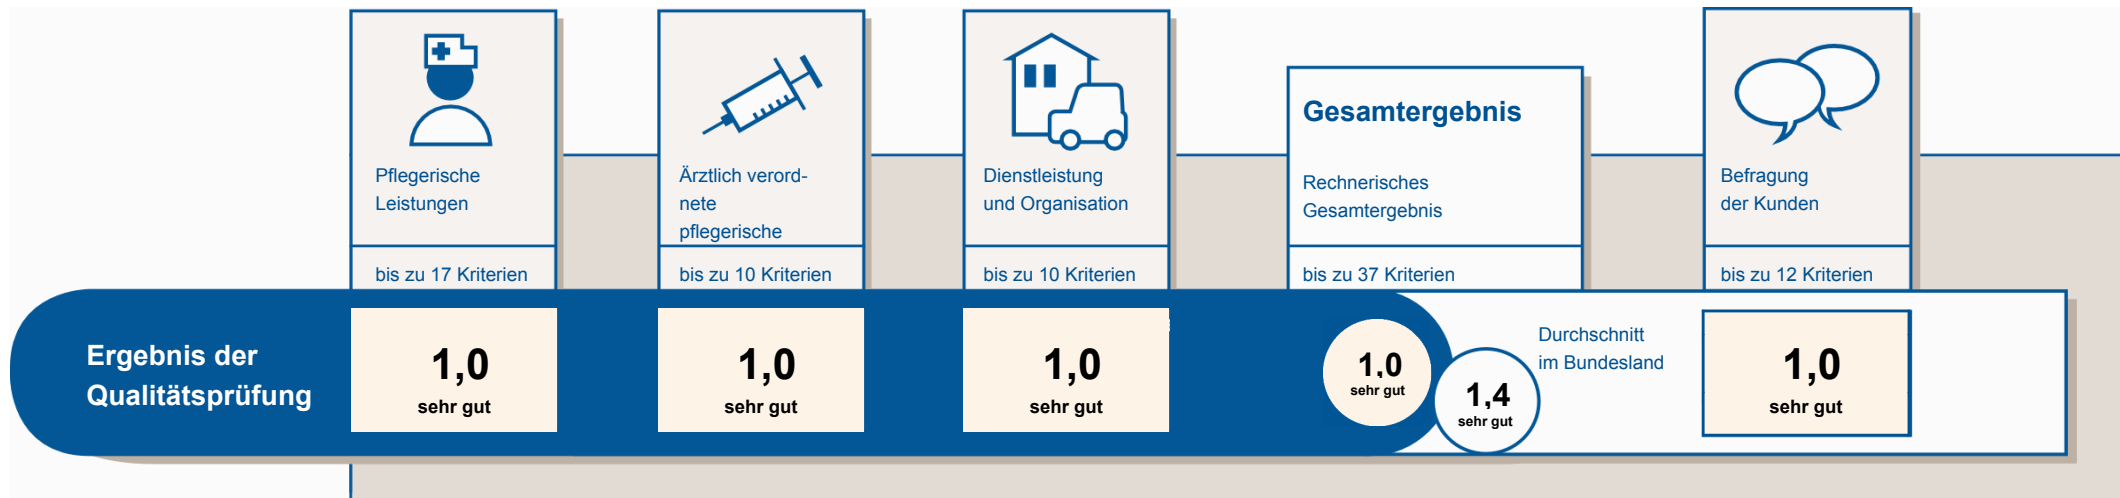 Pflegerische
Leistungen
bis zu 17 Kriterien
Ärztlich verord-
nete
pflegerische
bis zu 10 Kriterien
Dienstleistung
und Organisation
bis zu 10 Kriterien
Gesamtergebnis
Rechnerisches
Gesamtergebnis
bis zu 37 Kriterien
Befragung
der Kunden
bis zu 12 Kriterien
Ergebnis der
Qualitätsprüfung
1,0
sehr gut
1,0
sehr gut
1,0
sehr gut
1,0
sehr gut
1,4
sehr gut
Durchschnitt
im Bundesland
1,0
sehr gut